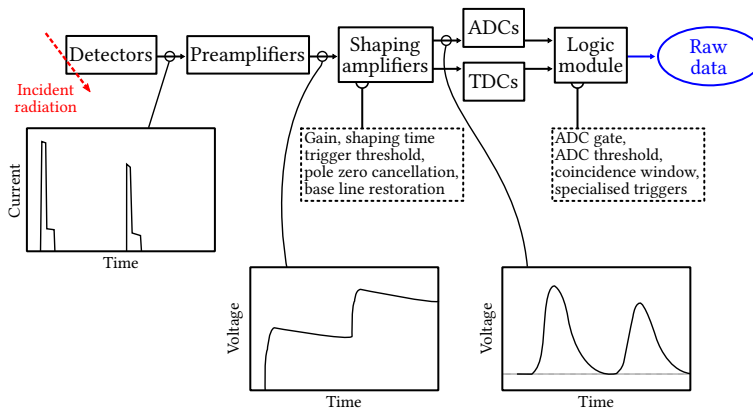 Detectors
Preamplifiers
Shaping
amplifiers
ADCs
TDCs
Logic
module
Raw
data
Incident
radiation
Gain, shaping time
trigger threshold,
pole zero cancellation,
base line restoration
ADC gate,
ADC threshold,
coincidence window,
specialised triggers
Current
Time
Voltage
Time
Voltage
Time